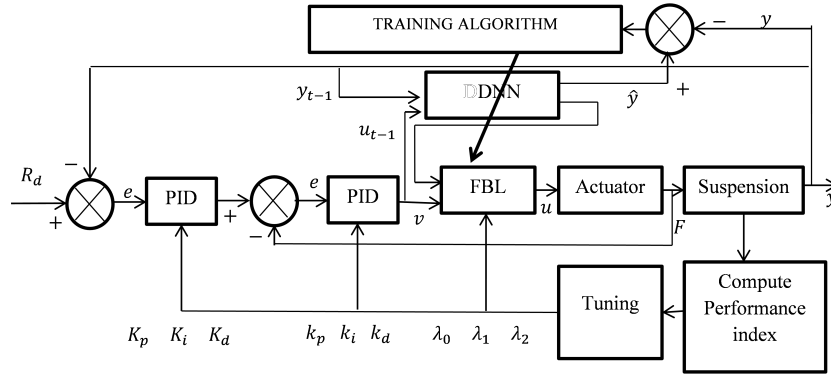 TRAINING ALGORITHM
− y
y_{t−1}
DDNN
ŷ +
u_{t−1}
R_d − e PID + e PID v FBL u Actuator Suspension y
+ − F
Tuning
Compute
Performance
index
K_p K_i K_d k_p k_i k_d λ_0 λ_1 λ_2